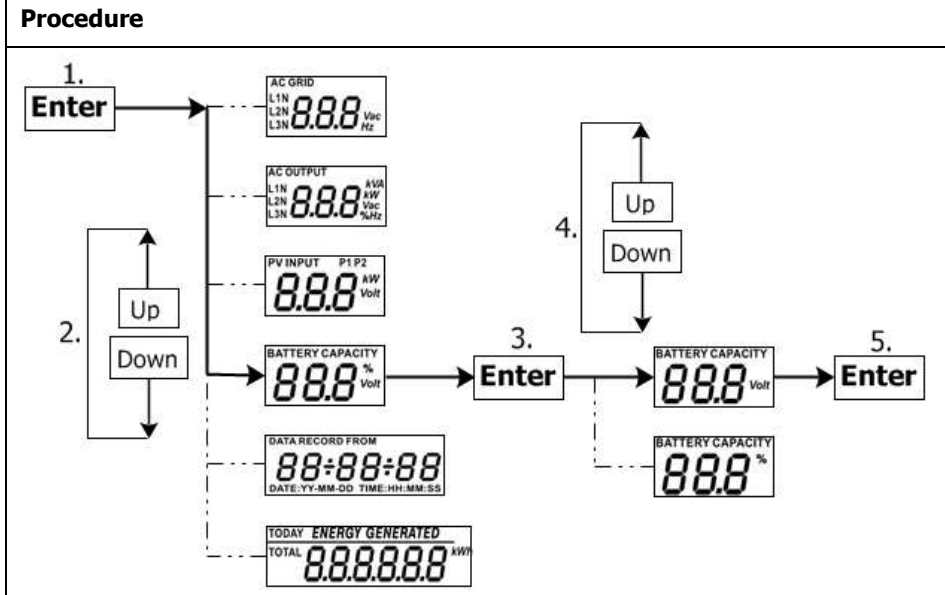 Procedure
1.
Enter
AC GRID
L1N
L2N
L3N
8.8.8
Vac
Hz
AC OUTPUT
L1N
L2N
L3N
8.8.8
kVA
kW
Vac
%Hz
PV INPUT P1 P2
8.8.8
kW
Volt
2.
Up
Down
BATTERY CAPACITY
88.8
%
Volt
3.
Enter
4.
Up
Down
BATTERY CAPACITY
88.8 Volt
5.
Enter
BATTERY CAPACITY
88.8 %
DATA RECORD FROM
88÷88÷88
DATE:YY-MM-DD TIME:HH:MM:SS
TODAY ENERGY GENERATED
TOTAL 8.8.8.8.8.8 kWh